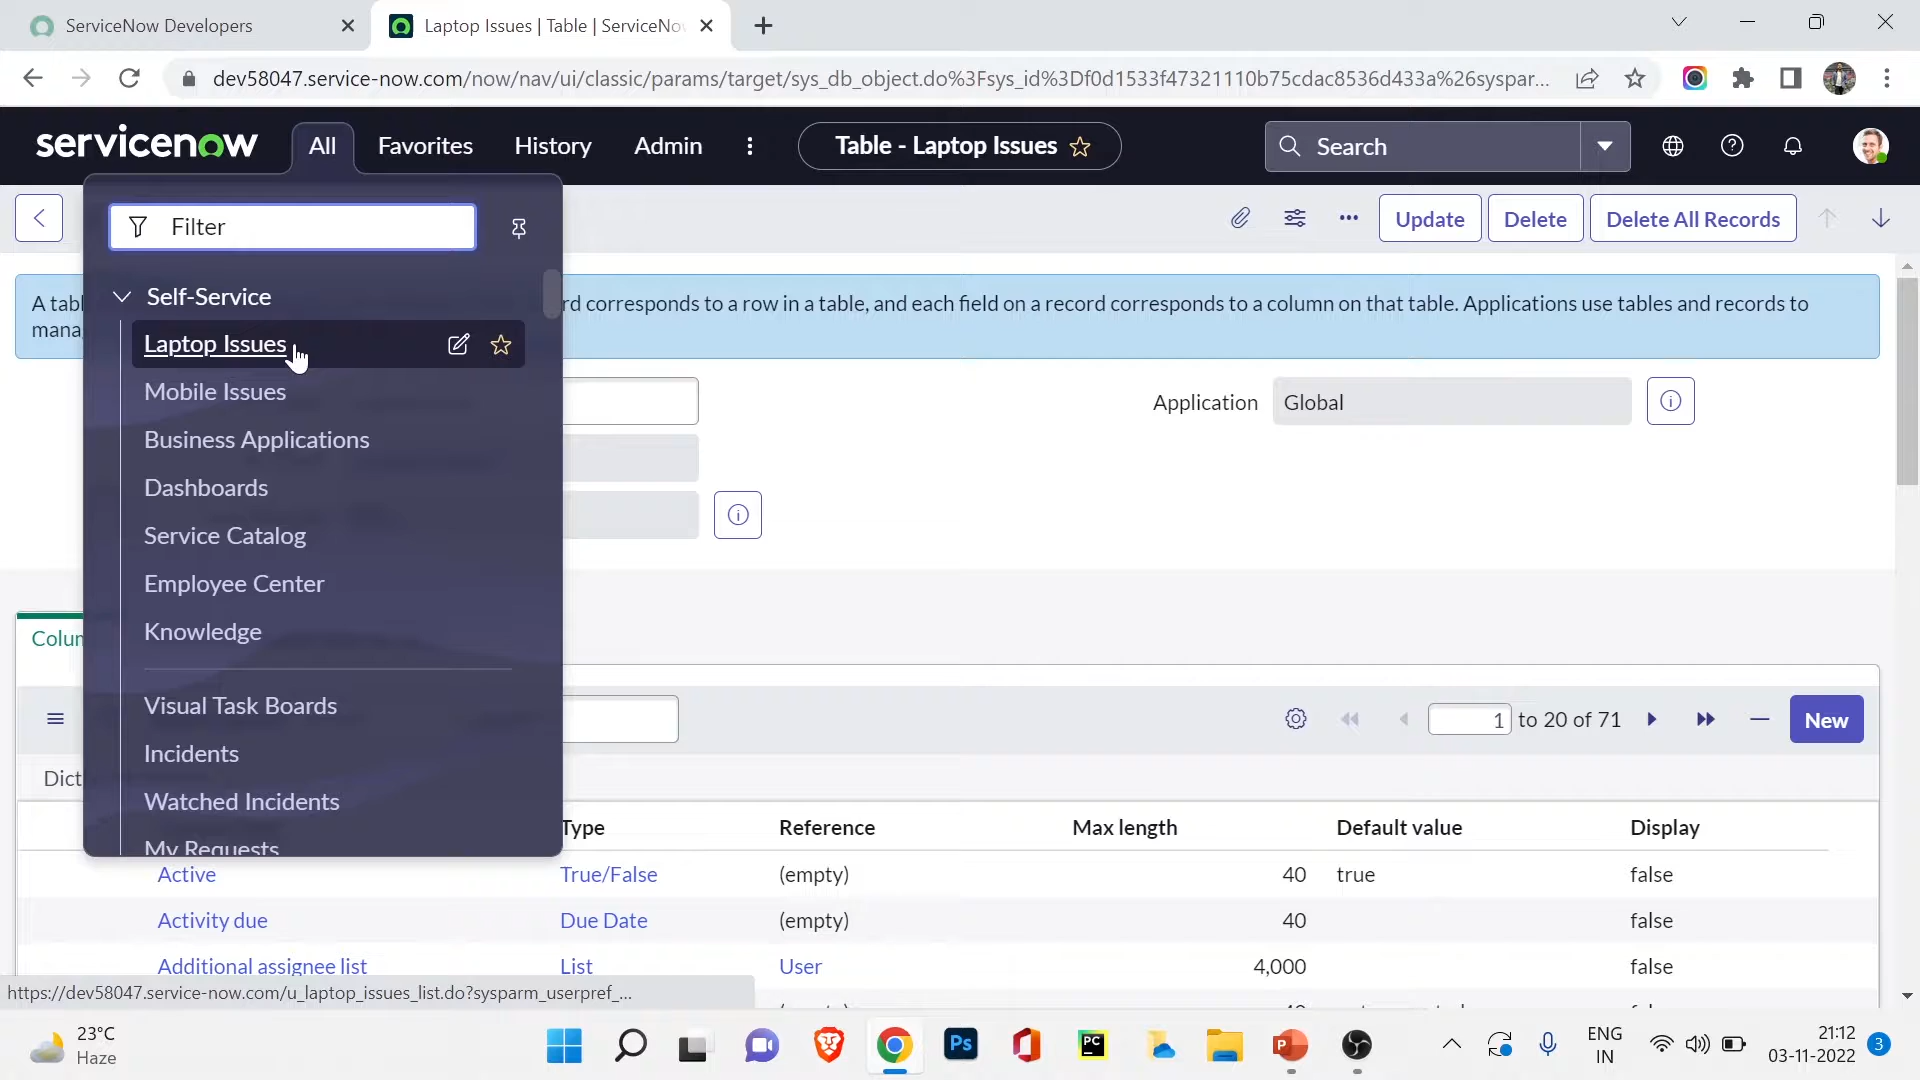 ServiceNow Developers
Laptop Issues | Table | ServiceNo
dev58047.service-now.com/now/nav/ui/classic/params/target/sys_db_object.do%3Fsys_id%3Df0d1533f47321110b75cdac8536d433a%26syspar...
servicenow
All
Favorites
History
Admin
Table - Laptop Issues
Search
Filter
Update
Delete
Delete All Records
Self-Service
A tabl
rd corresponds to a row in a table, and each field on a record corresponds to a column on that table. Applications use tables and records to
mana
Laptop Issues
Mobile Issues
Application
Global
Business Applications
Dashboards
Service Catalog
Employee Center
Knowledge
Colum
Visual Task Boards
1 to 20 of 71
New
Incidents
Dict
Watched Incidents
Type
Reference
Max length
Default value
Display
My Requests
Active
True/False
(empty)
40
true
false
Activity due
Due Date
(empty)
40
false
Additional assignee list
List
User
4,000
false
https://dev58047.service-now.com/u_laptop_issues_list.do?sysparm_userpref_...
23°C
Haze
Ps
PC
ENG
IN
21:12
03-11-2022
3